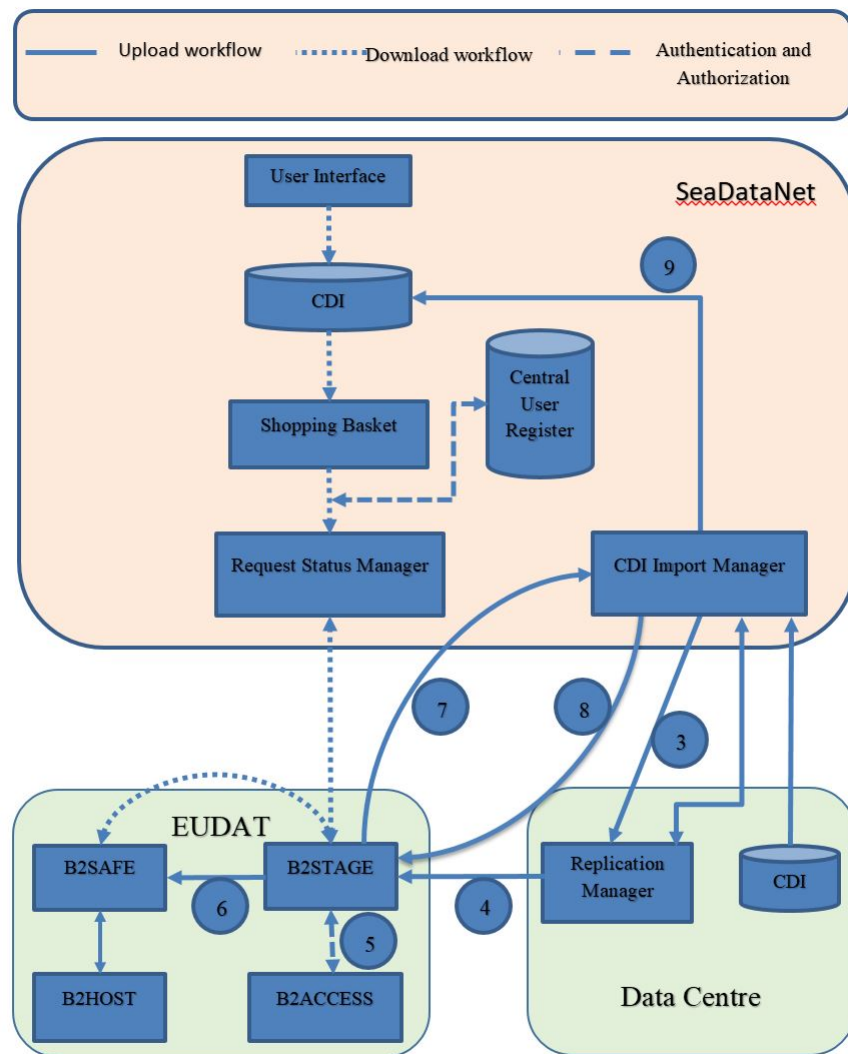 Upload workflow
Download workflow
Authentication and
Authorization
User Interface
SeaDataNet
9
CDI
Central
User
Register
Shopping Basket
Request Status Manager
CDI Import Manager
7
8
3
EUDAT
B2SAFE
B2STAGE
Replication
Manager
CDI
6
4
5
B2HOST
B2ACCESS
Data Centre